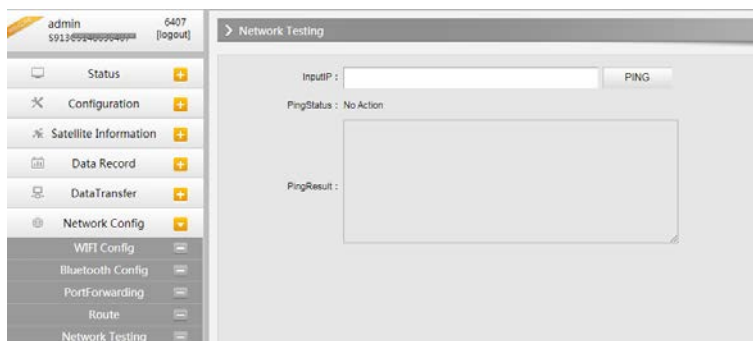 admin
6407
[logout]
Network Testing
Status
Configuration
Satellite Information
Data Record
DataTransfer
Network Config
WIFI Config
Bluetooth Config
PortForwarding
Route
Network Testing
InputIP :
PING
PingStatus : No Action
PingResult :